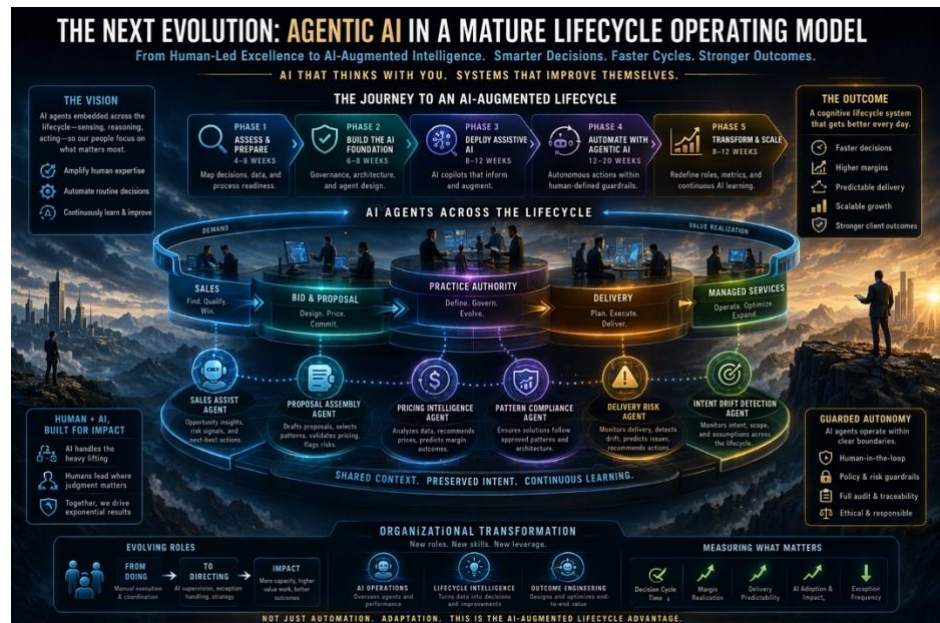 THE NEXT EVOLUTION: AGENTIC AI IN A MATURE LIFECYCLE OPERATING MODEL
From Human-Led Excellence to AI-Augmented Intelligence. Smarter Decisions. Faster Cycles. Stronger Outcomes.
AI THAT THINKS WITH YOU. SYSTEMS THAT IMPROVE THEMSELVES.
THE VISION
AI agents embedded across the
lifecycle—sensing, reasoning,
acting—so our people focus on
what matters most.
Amplify human expertise
Automate routine decisions
Continuously learn & improve
THE JOURNEY TO AN AI-AUGMENTED LIFECYCLE
PHASE 1
ASSESS &
PREPARE
4–6 WEEKS
Map decisions, data, and
process readiness.
PHASE 2
BUILD THE AI
FOUNDATION
6–8 WEEKS
Governance, architecture,
and agent design.
PHASE 3
DEPLOY ASSISTIVE
AI
8–12 WEEKS
AI copilots that inform
and augment.
PHASE 4
AUTOMATE WITH
AGENTIC AI
12–20 WEEKS
Autonomous actions within
human-defined guardrails.
PHASE 5
TRANSFORM & SCALE
8–12 WEEKS
Redefine roles, metrics, and
continuous AI learning.
THE OUTCOME
A cognitive lifecycle system
that gets better every day.
Faster decisions
Higher margins
Predictable delivery
Scalable growth
Stronger client outcomes
AI AGENTS ACROSS THE LIFECYCLE
DEMAND
VALUE REALIZATION
SALES
Find. Qualify.
Win.
BID & PROPOSAL
Design. Price.
Commit.
PRACTICE AUTHORITY
Define. Govern.
Evolve.
DELIVERY
Plan. Execute.
Deliver.
MANAGED SERVICES
Operate. Optimize.
Expand.
SALES ASSIST
AGENT
Opportunity insights,
risk signals, and
next-best actions.
PROPOSAL ASSEMBLY
AGENT
Drafts proposals, selects
patterns, validates pricing,
flags risks.
PRICING INTELLIGENCE
AGENT
Analyzes data, recommends
prices, predicts margin
outcomes.
PATTERN COMPLIANCE
AGENT
Ensures solutions follow
approved patterns and
architecture.
DELIVERY RISK
AGENT
Monitors delivery, detects
drift, predicts issues,
recommends actions.
INTENT DRIFT DETECTION
AGENT
Monitors intent, scope,
and assumptions across
the lifecycle.
SHARED CONTEXT. PRESERVED INTENT. CONTINUOUS LEARNING.
HUMAN + AI,
BUILT FOR IMPACT
AI handles the
heavy lifting
Humans lead where
judgment matters
Together, we drive
exponential results
GUARDED AUTONOMY
AI agents operate within
clear boundaries.
Human-in-the-loop
Policy & risk guardrails
Full audit & traceability
Ethical & responsible
ORGANIZATIONAL TRANSFORMATION
New roles. New skills. New leverage.
EVOLVING ROLES
FROM
DOING
Manual execution
& coordination
TO
DIRECTING
AI supervision, exception
handling, strategy
IMPACT
More capacity, higher
value work, better
outcomes
AI OPERATIONS
Oversees agents and
performance
LIFECYCLE INTELLIGENCE
Turns data into decisions
and improvements
OUTCOME ENGINEERING
Designs and optimizes end-
to-end value
MEASURING WHAT MATTERS
Decision Cycle
Time ↓
Margin
Realization
Delivery
Predictability
AI Adoption &
Impact,
Exception
Frequency
NOT JUST AUTOMATION. ADAPTATION. THIS IS THE AI-AUGMENTED LIFECYCLE ADVANTAGE.